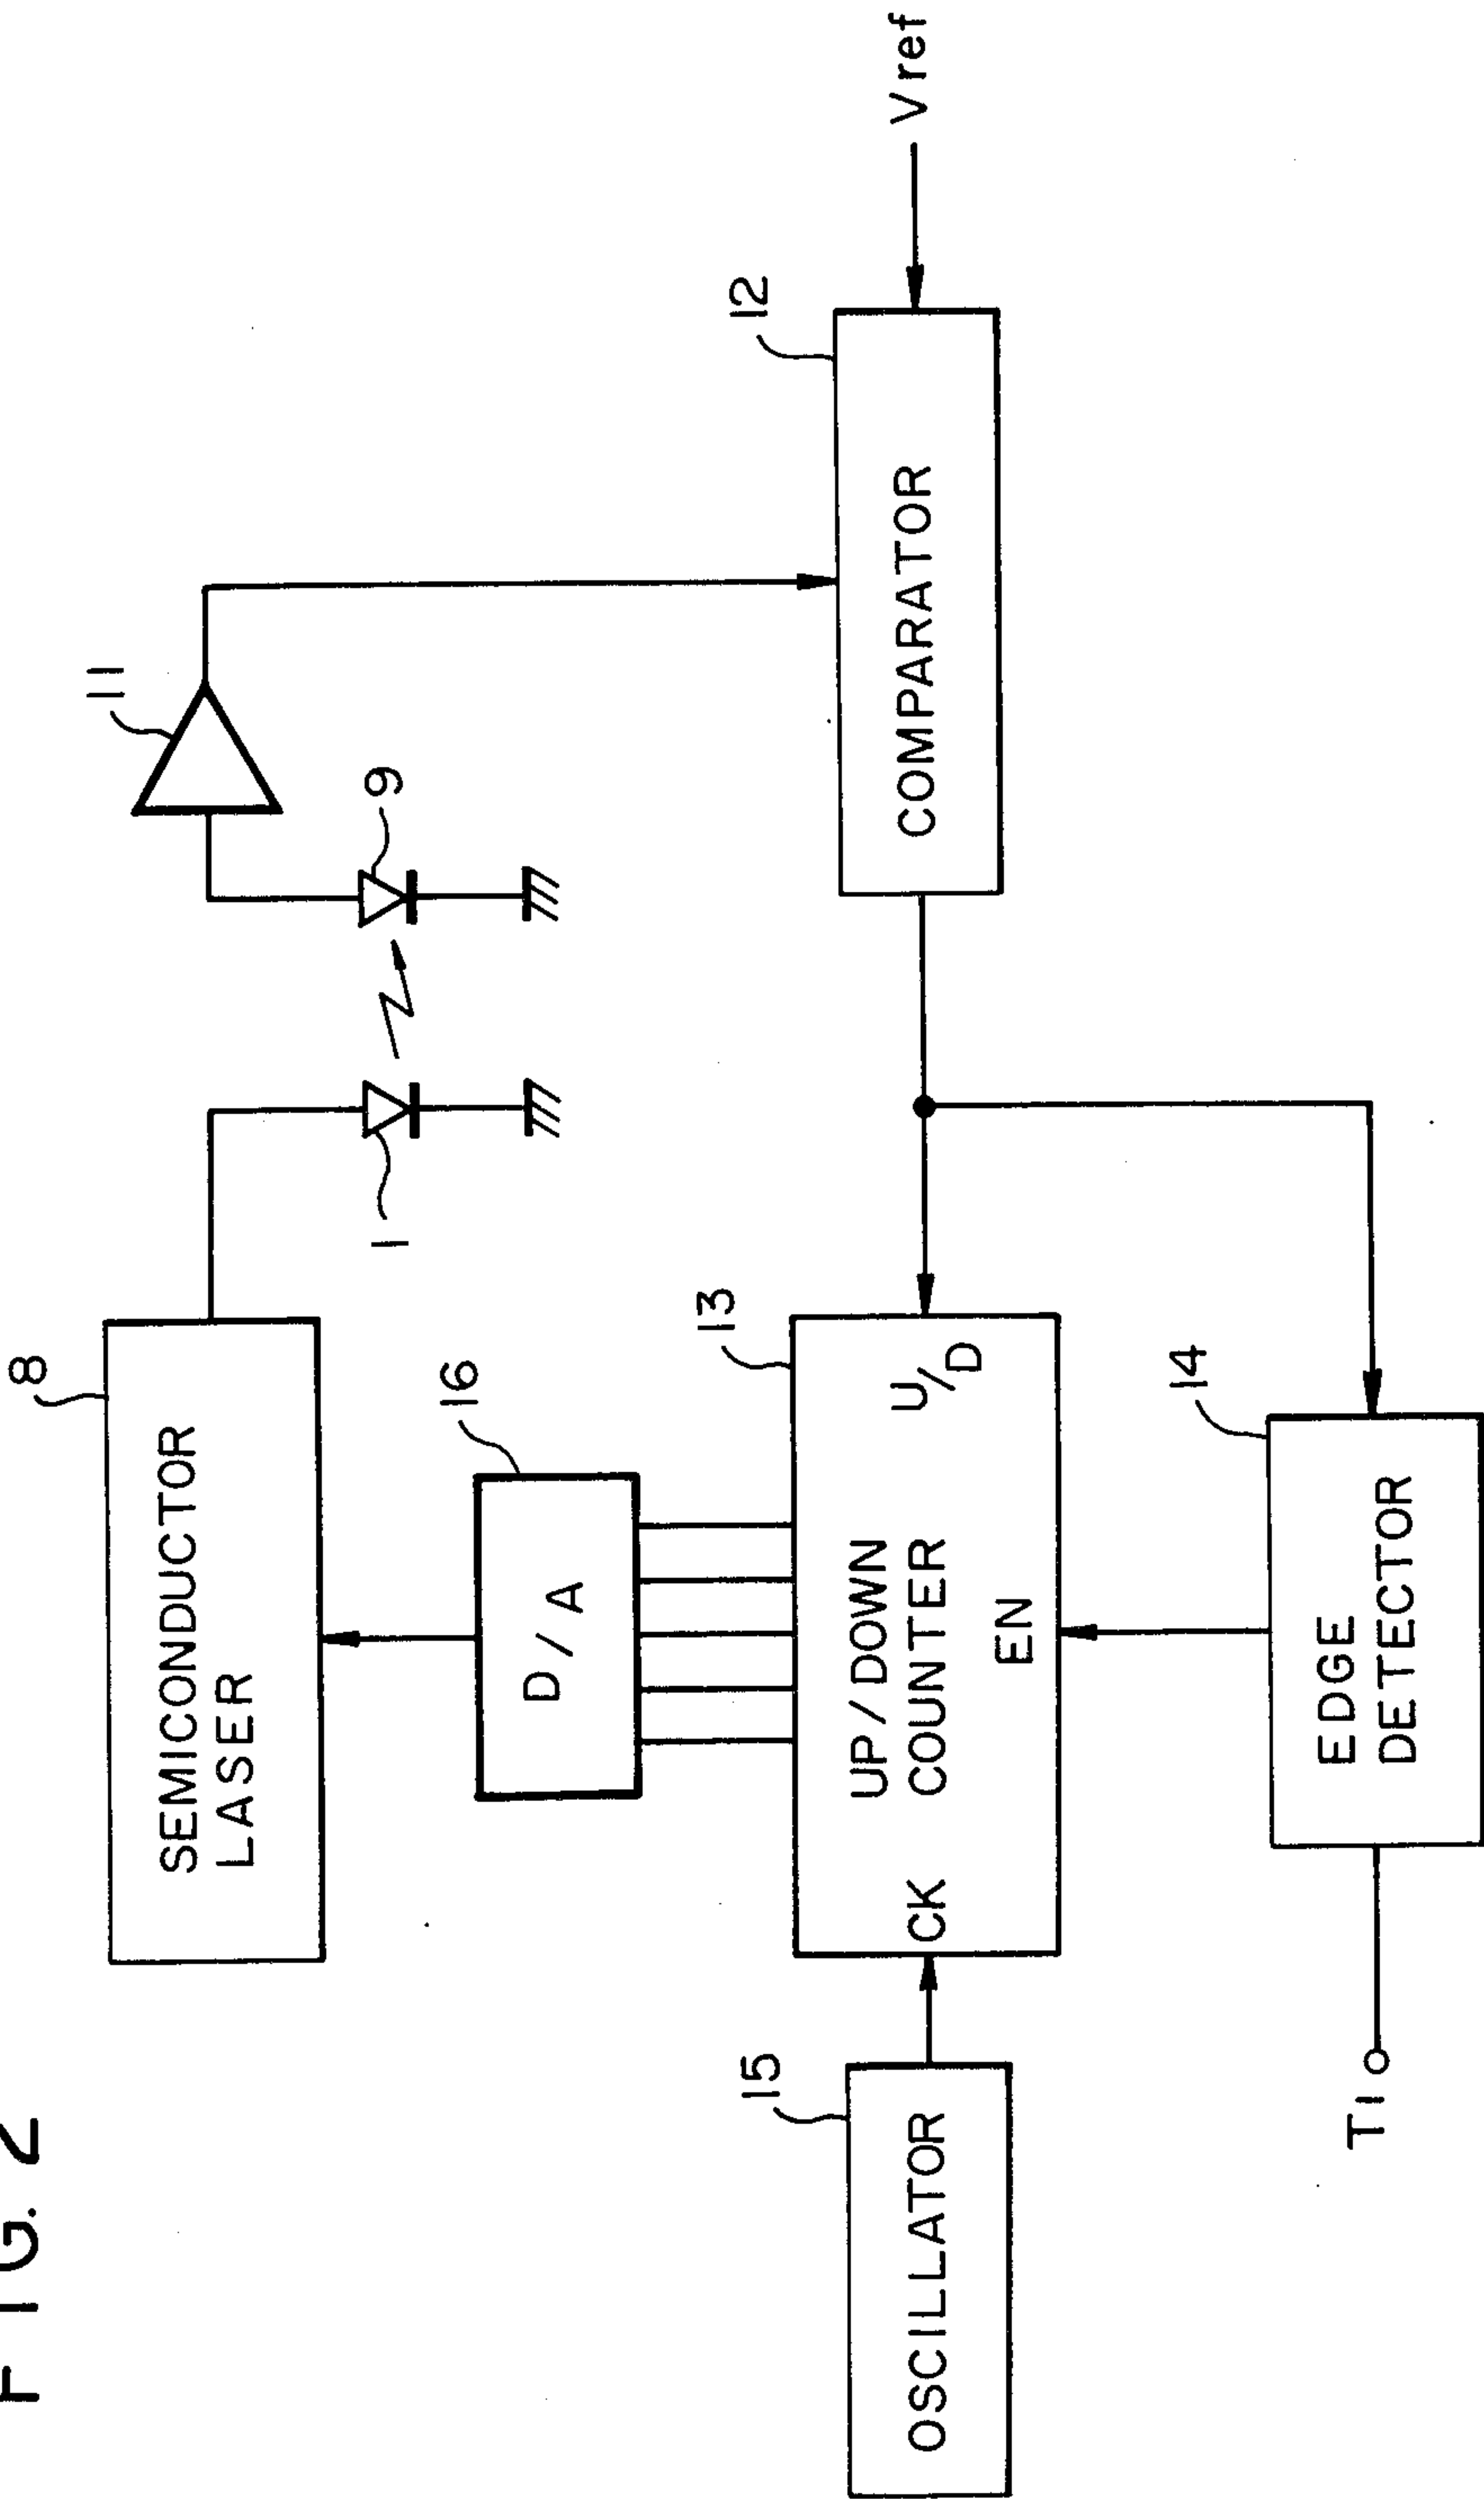 FIG. 2
8
SEMICONDUCTOR
LASER
1
9
11
16
D/A
13
UP/DOWN
COUNTER
CK
U/D
EN
15
OSCILLATOR
12
COMPARATOR
Vref
14
EDGE
DETECTOR
T1